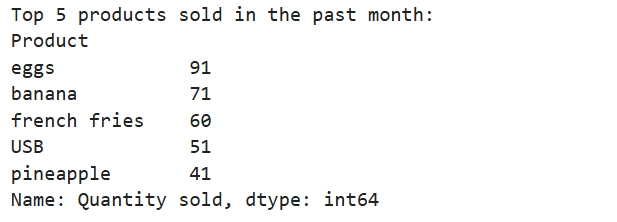 Top 5 products sold in the past month:
Product
eggs            91
banana          71
french fries    60
USB             51
pineapple       41
Name: Quantity sold, dtype: int64